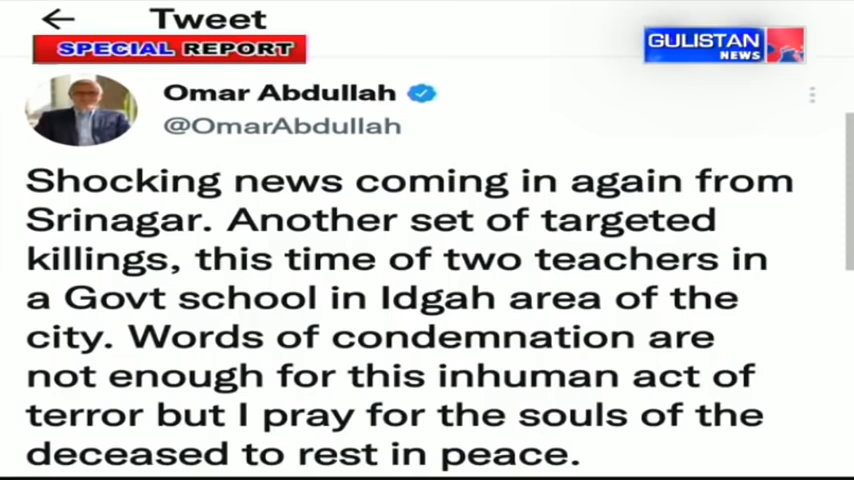 Tweet
SPECIAL REPORT
GULISTAN
NEWS
Omar Abdullah
@OmarAbdullah
Shocking news coming in again from
Srinagar. Another set of targeted
killings, this time of two teachers in
a Govt school in Idgah area of the
city. Words of condemnation are
not enough for this inhuman act of
terror but I pray for the souls of the
deceased to rest in peace.